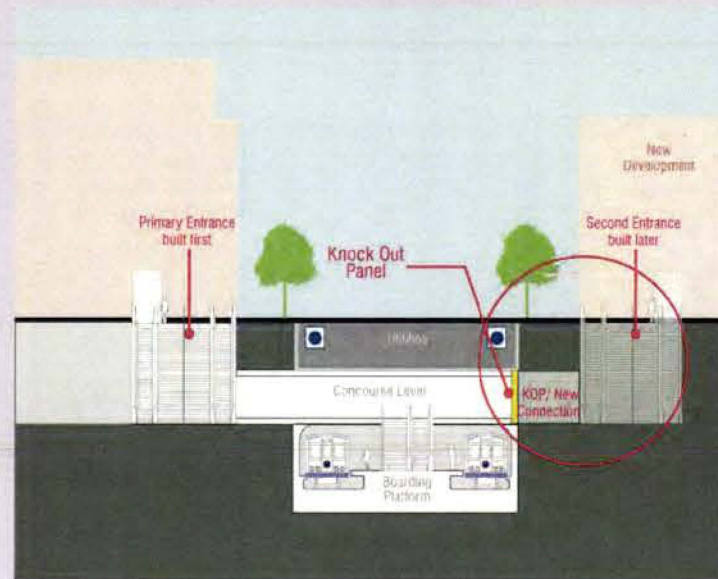 New
Development
Primary Entrance
built first
Second Entrance
built later
Knock Out
Panel
Utilities
Concourse Level
KOP/ New
Connection
Boarding
Platform